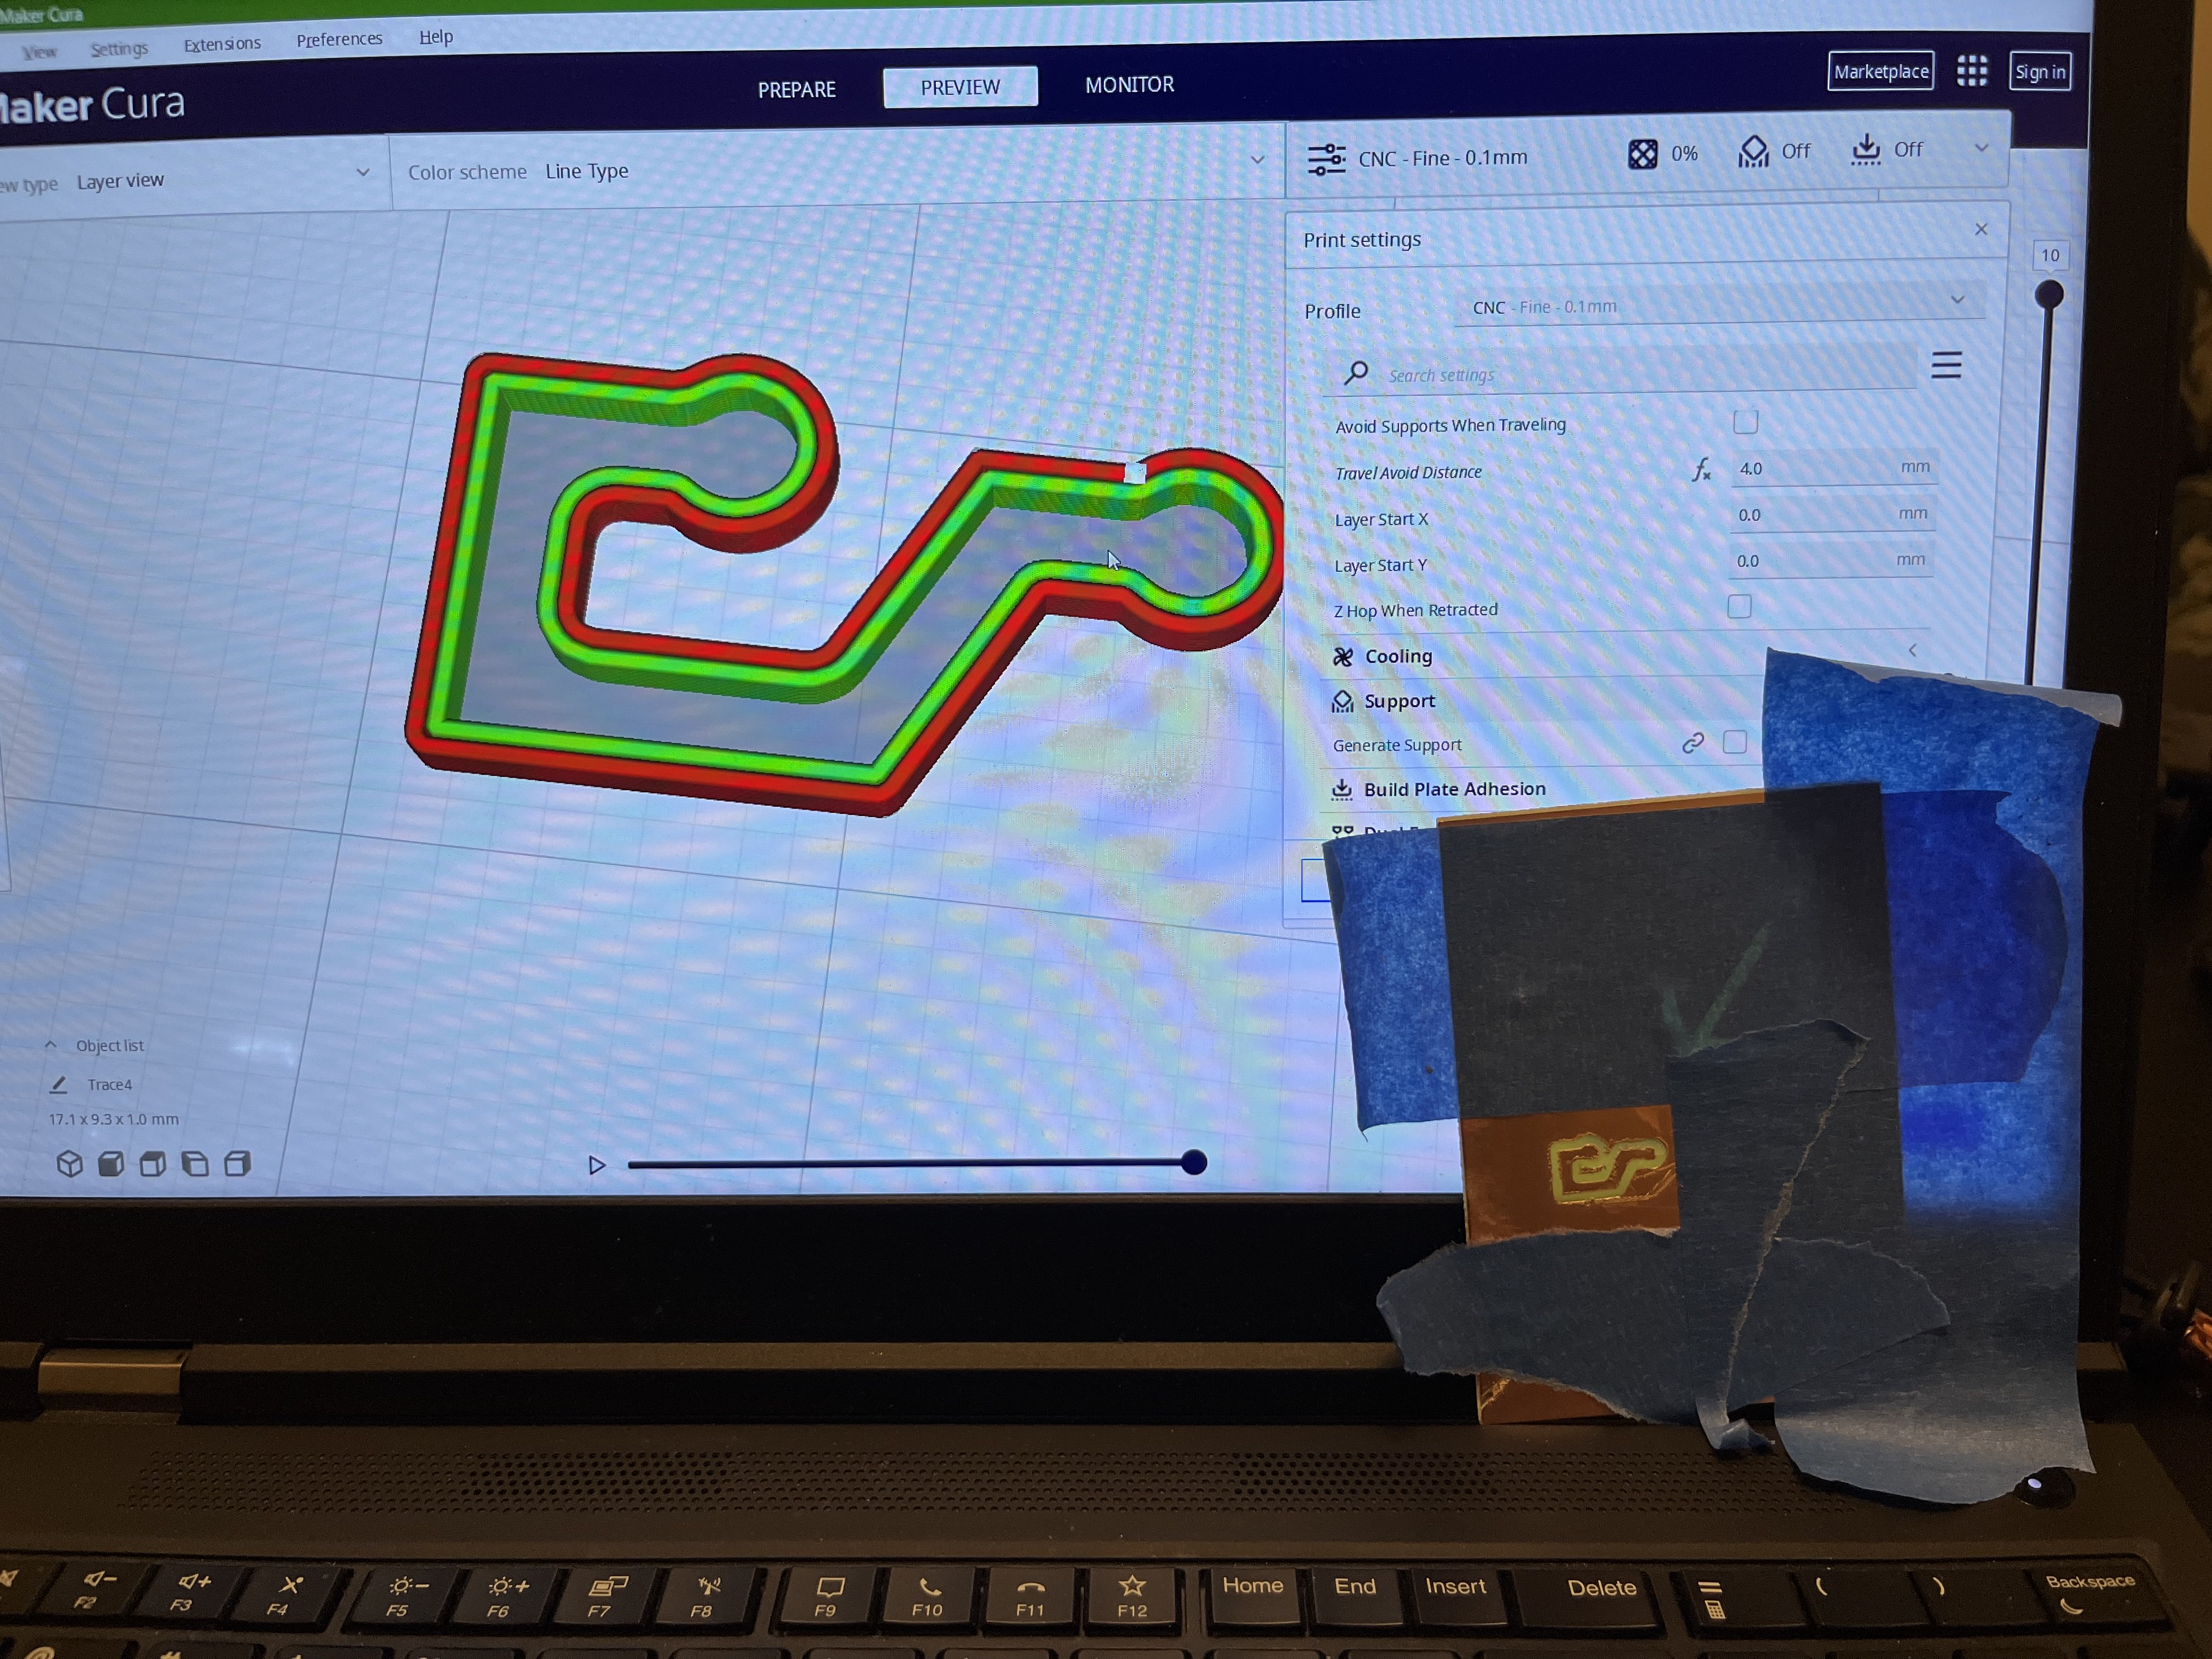 Maker Cura
View Settings Extensions Preferences Help
Maker Cura PREPARE PREVIEW MONITOR Marketplace Sign in
ew type Layer view Color scheme Line Type CNC - Fine - 0.1mm 0% Off Off
Print settings
10
Profile CNC - Fine - 0.1mm
Search settings
Avoid Supports When Traveling
Travel Avoid Distance fx 4.0 mm
Layer Start X 0.0 mm
Layer Start Y 0.0 mm
Z Hop When Retracted
Cooling
Support
Generate Support
Build Plate Adhesion
Object list
Trace4
17.1 x 9.3 x 1.0 mm
F2 F3 F4 F5 F6 F7 F8 F9 F10 F11 F12 Home End Insert Delete = ( ) Backspace